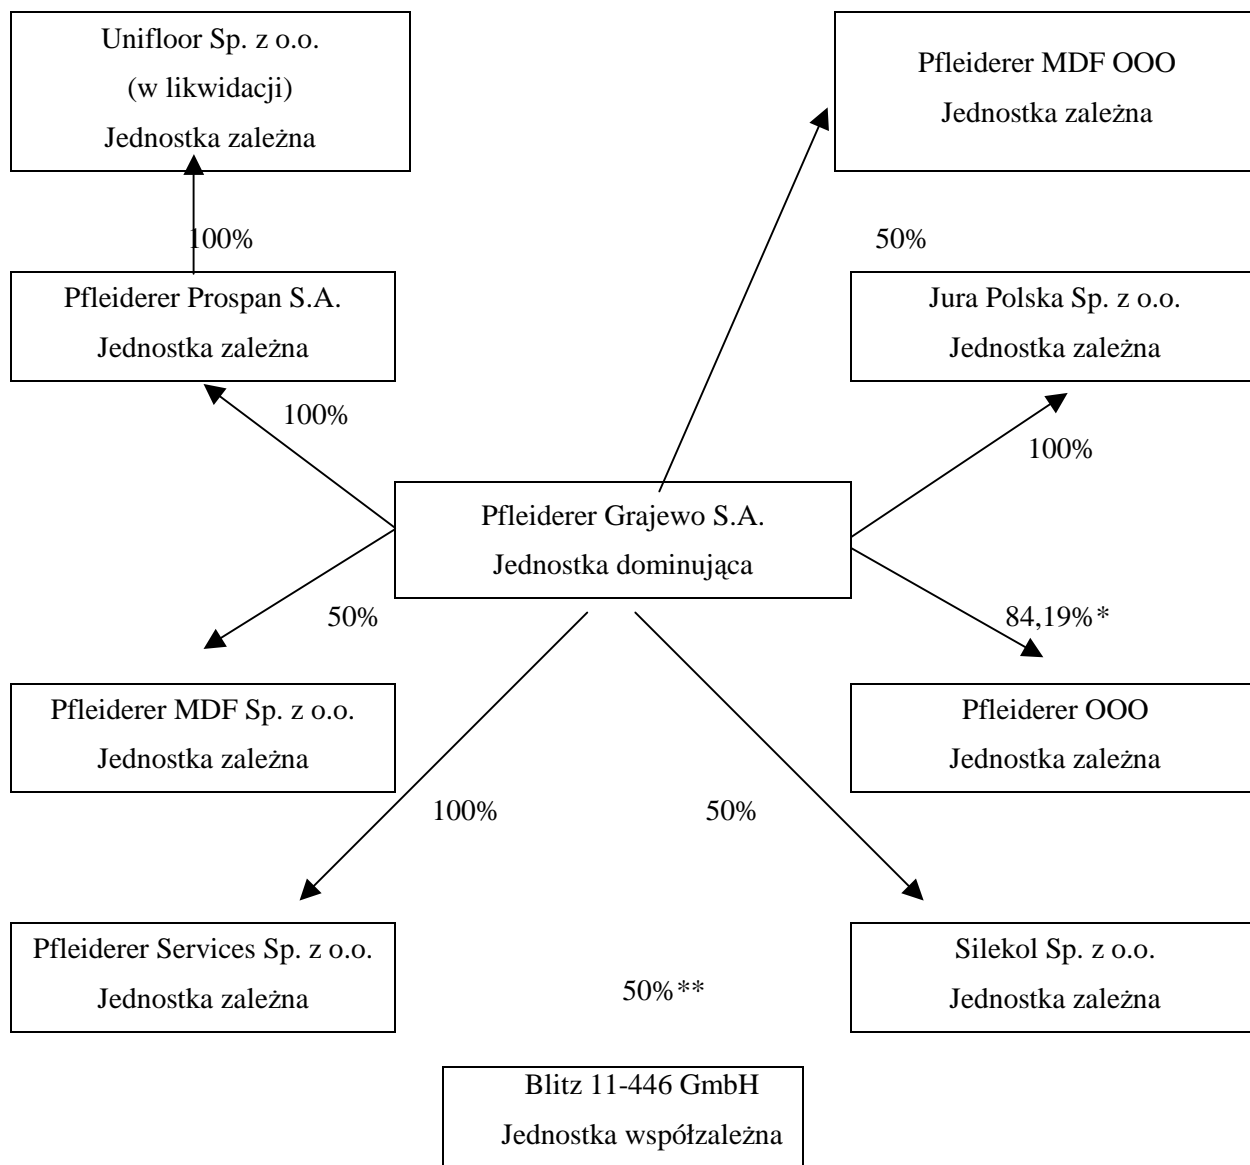 Unifloor Sp. z o.o.
(w likwidacji)
Jednostka zależna
Pfleiderer MDF OOO
Jednostka zależna
100%
50%
Pfleiderer Prospan S.A.
Jednostka zależna
Jura Polska Sp. z o.o.
Jednostka zależna
100%
100%
Pfleiderer Grajewo S.A.
Jednostka dominująca
50%
84,19%*
Pfleiderer MDF Sp. z o.o.
Jednostka zależna
Pfleiderer OOO
Jednostka zależna
100%
50%
Pfleiderer Services Sp. z o.o.
Jednostka zależna
Silekol Sp. z o.o.
Jednostka zależna
50%**
Blitz 11-446 GmbH
Jednostka współzależna